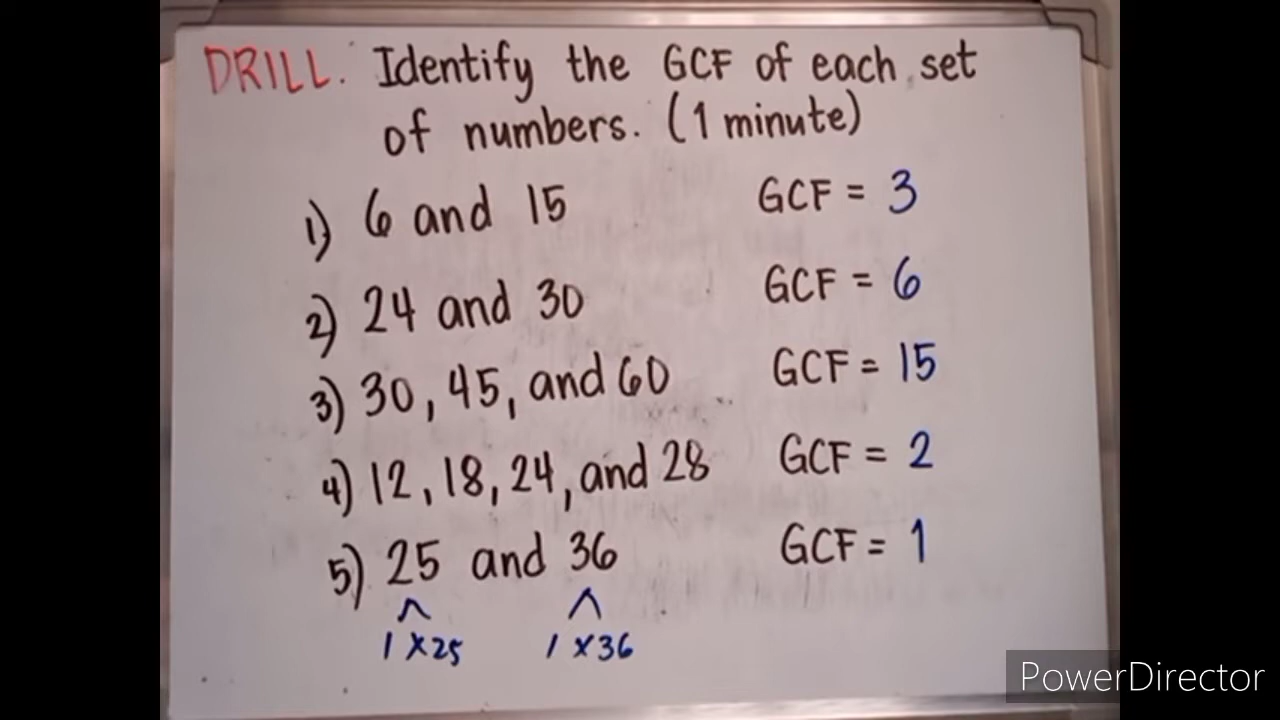 DRILL. Identify the GCF of each set
of numbers. (1 minute)
1) 6 and 15 GCF = 3
2) 24 and 30 GCF = 6
3) 30, 45, and 60 GCF = 15
4) 12, 18, 24, and 28 GCF = 2
5) 25 and 36 GCF = 1
1 x 25 1 x 36
PowerDirector